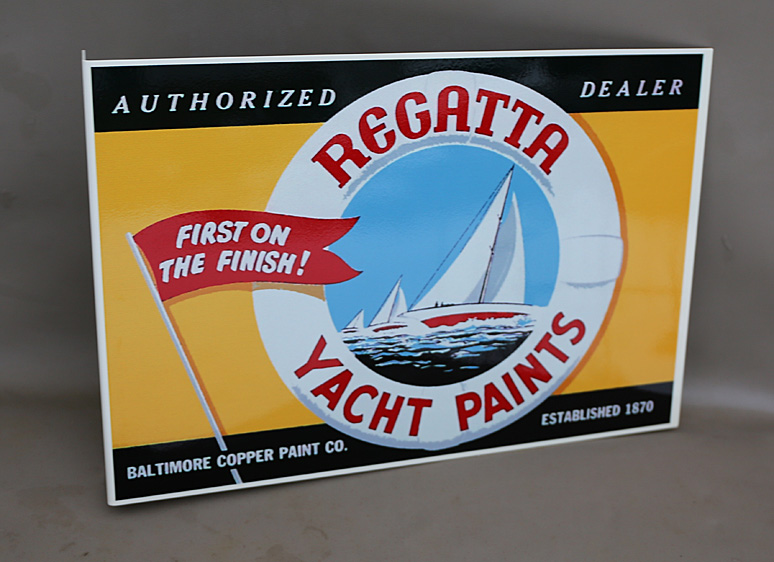 AUTHORIZED DEALER
REGATTA
FIRST ON
THE FINISH!
YACHT PAINTS
BALTIMORE COPPER PAINT CO.
ESTABLISHED 1870